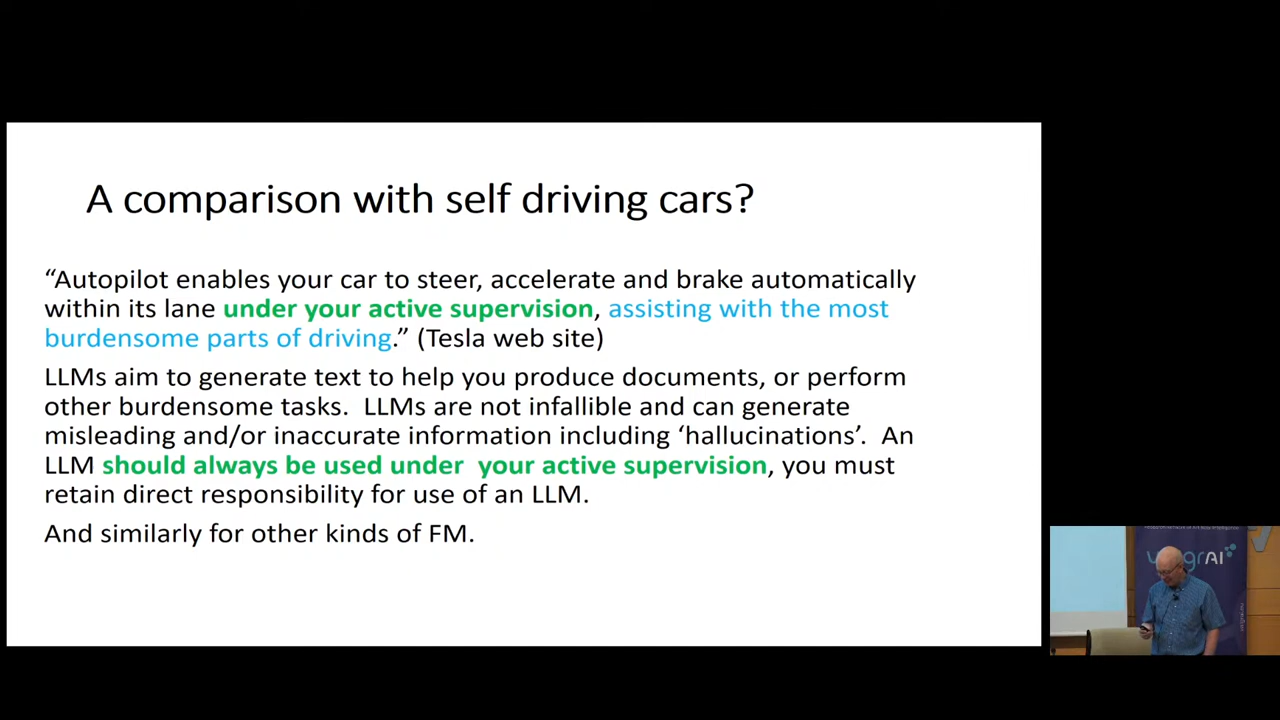 A comparison with self driving cars?
“Autopilot enables your car to steer, accelerate and brake automatically
within its lane under your active supervision, assisting with the most
burdensome parts of driving.” (Tesla web site)
LLMs aim to generate text to help you produce documents, or perform
other burdensome tasks.  LLMs are not infallible and can generate
misleading and/or inaccurate information including ‘hallucinations’.  An
LLM should always be used under  your active supervision, you must
retain direct responsibility for use of an LLM.
And similarly for other kinds of FM.